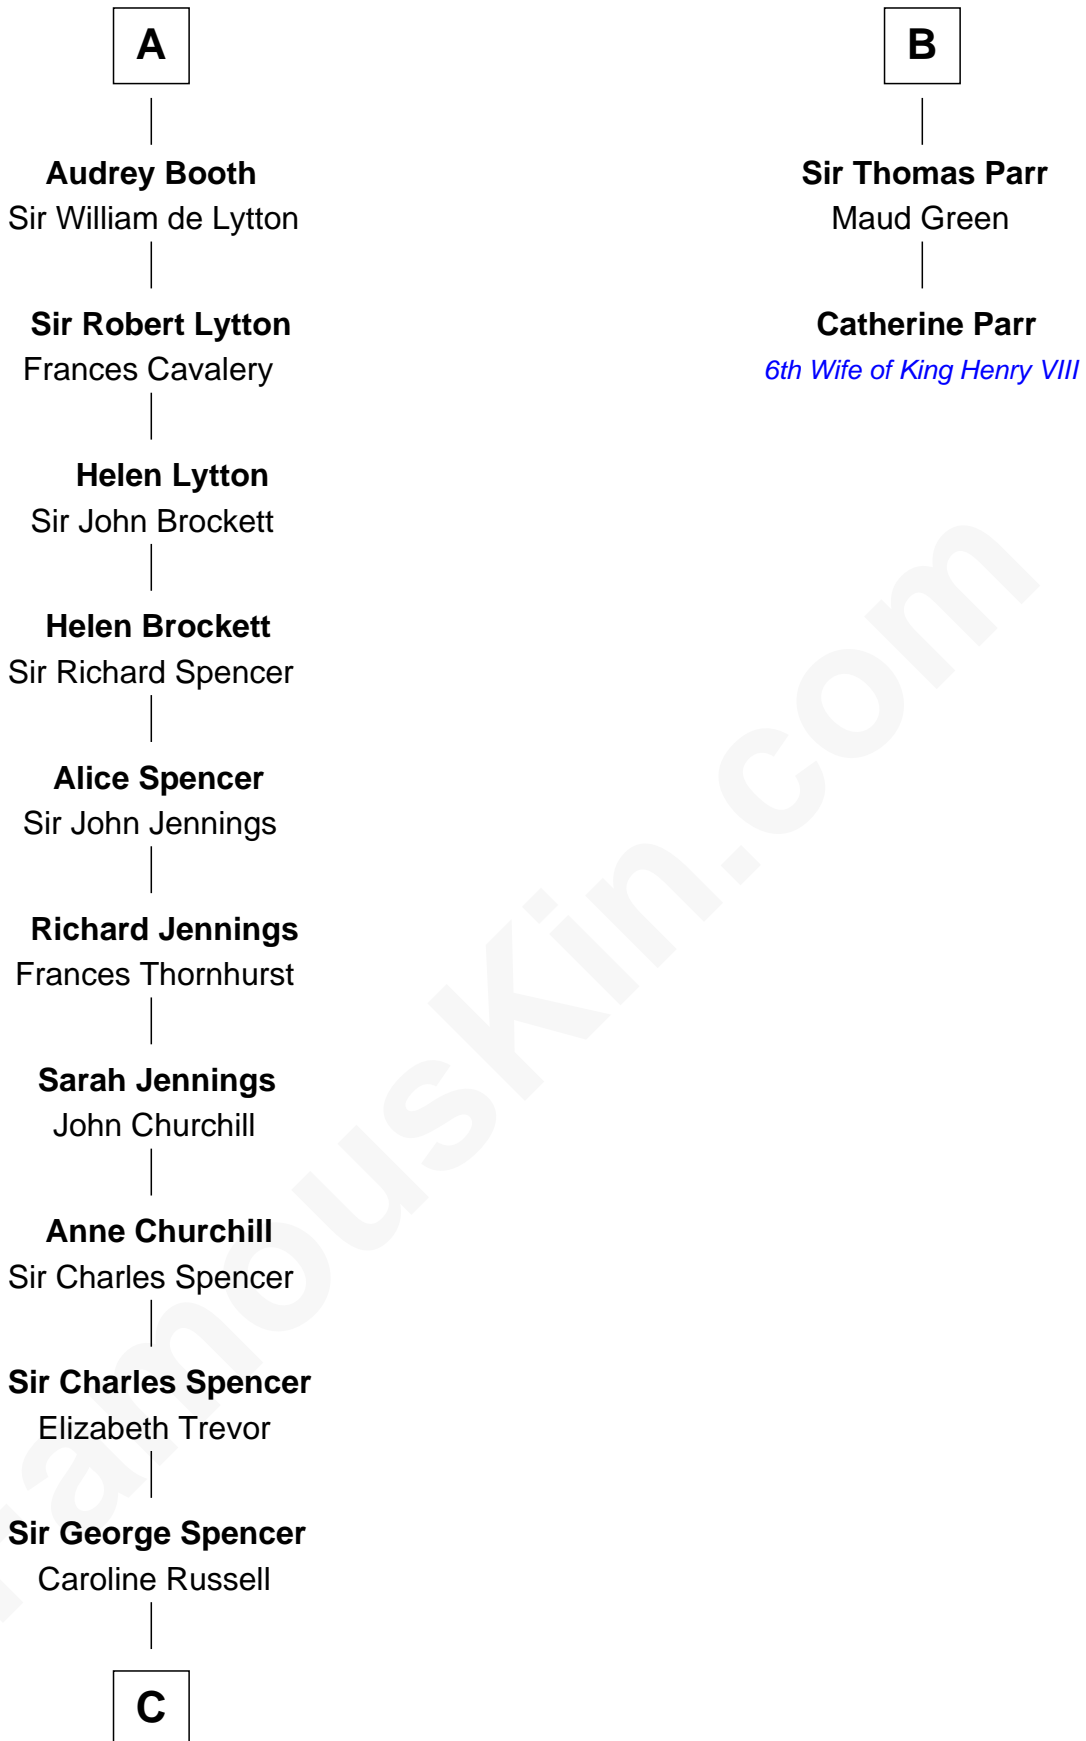 A
Audrey Booth
Sir William de Lytton
Sir Robert Lytton
Frances Cavalery
Helen Lytton
Sir John Brockett
Helen Brockett
Sir Richard Spencer
Alice Spencer
Sir John Jennings
Richard Jennings
Frances Thornhurst
Sarah Jennings
John Churchill
Anne Churchill
Sir Charles Spencer
Sir Charles Spencer
Elizabeth Trevor
Sir George Spencer
Caroline Russell
C
B
Sir Thomas Parr
Maud Green
Catherine Parr
6th Wife of King Henry VIII
FamousKin.com